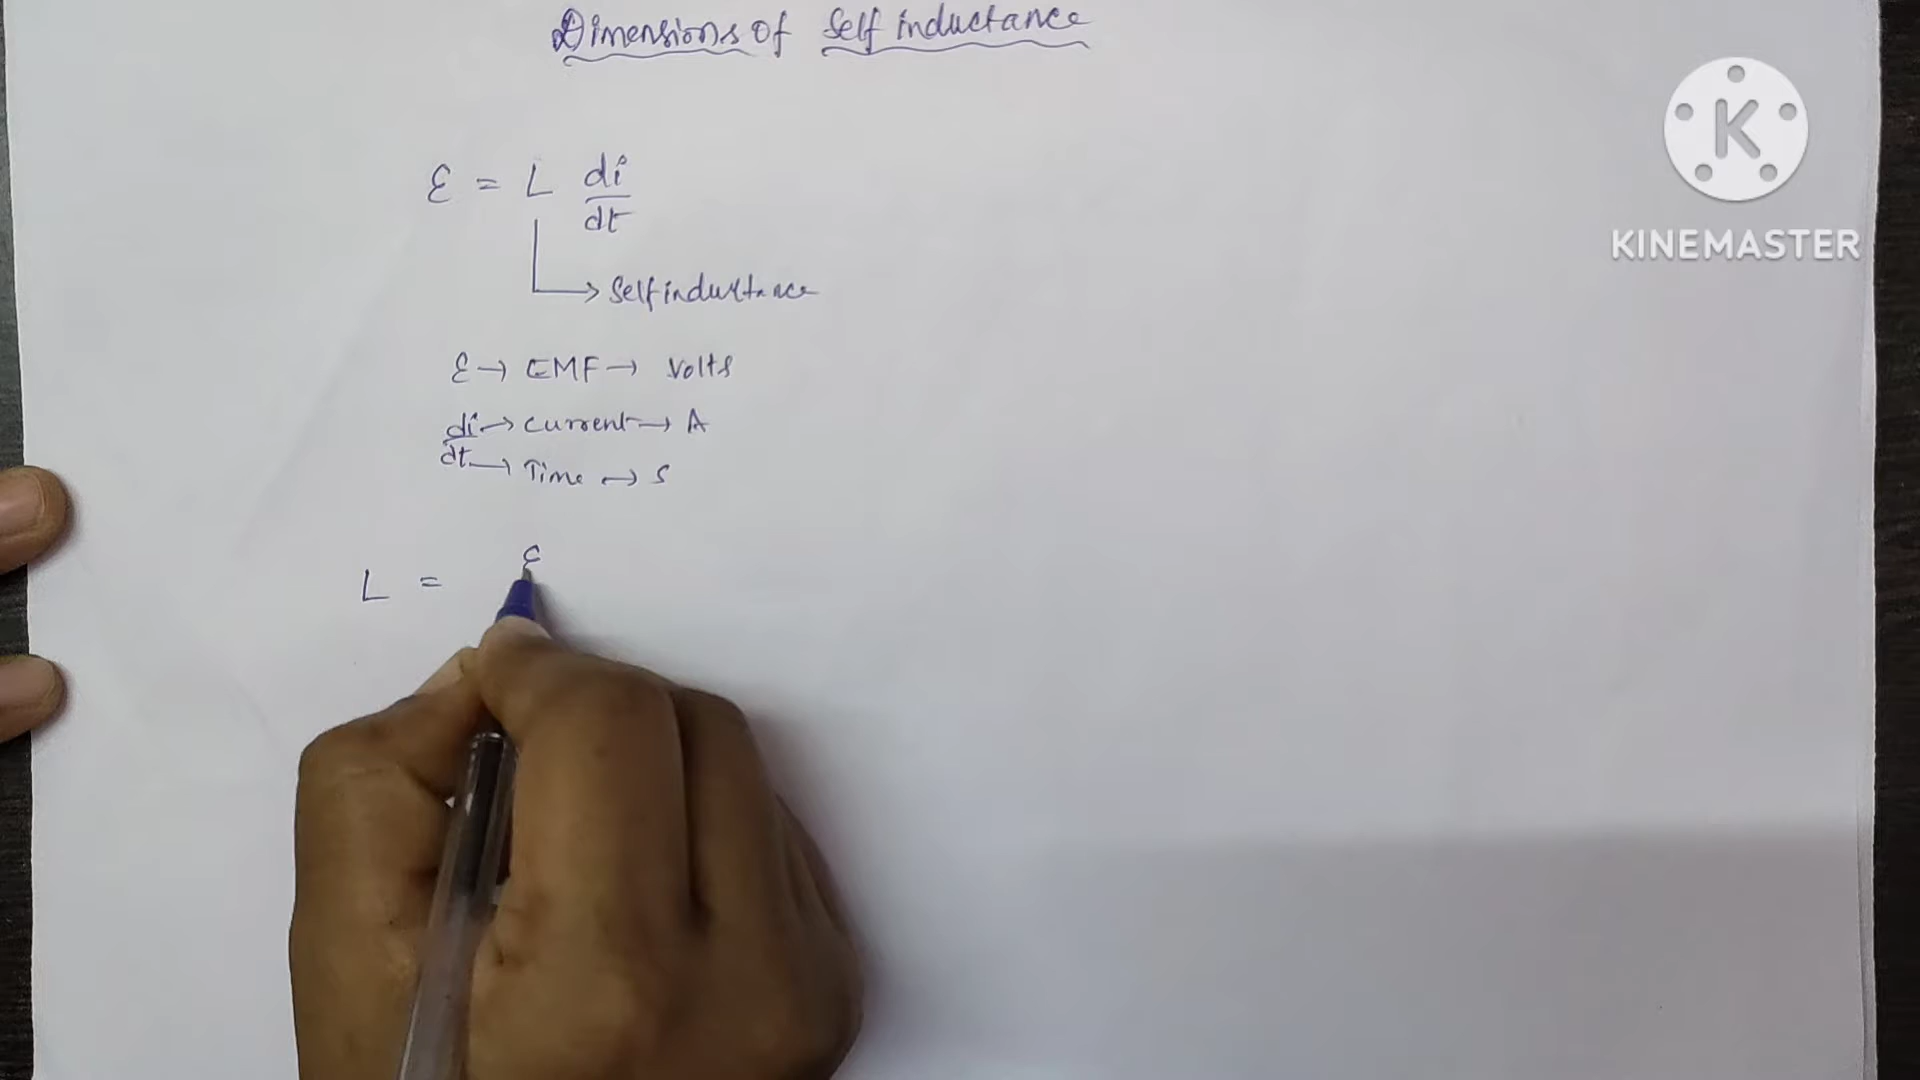 Dimensions of Self inductance
K
KINEMASTER
ε = L di/dt
→ Self inductance
ε → EMF → Volts
di → Current → A
dt → Time → S
L = ε